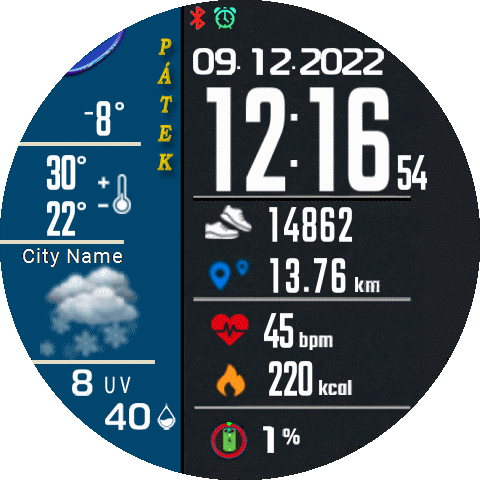 PÁTEK
-8°
30°
+
22°
-
City Name
8 UV
40
09.12.2022
12:16 54
14862
13.76 km
45 bpm
220 kcal
1 %